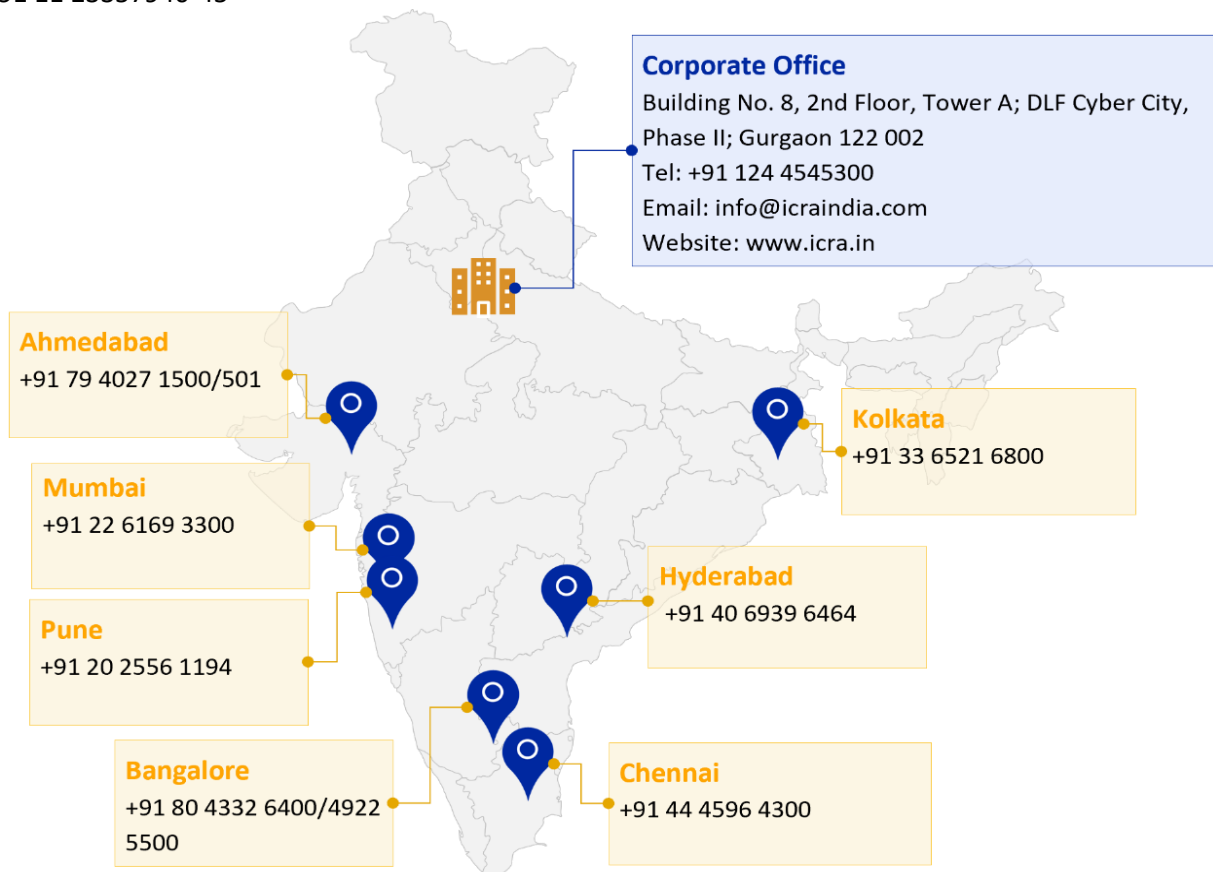 Corporate Office
Building No. 8, 2nd Floor, Tower A; DLF Cyber City,
Phase II; Gurgaon 122 002
Tel: +91 124 4545300
Email: info@icraindia.com
Website: www.icra.in
Ahmedabad
+91 79 4027 1500/501
Kolkata
+91 33 6521 6800
Mumbai
+91 22 6169 3300
Hyderabad
+91 40 6939 6464
Pune
+91 20 2556 1194
Bangalore
+91 80 4332 6400/4922
5500
Chennai
+91 44 4596 4300